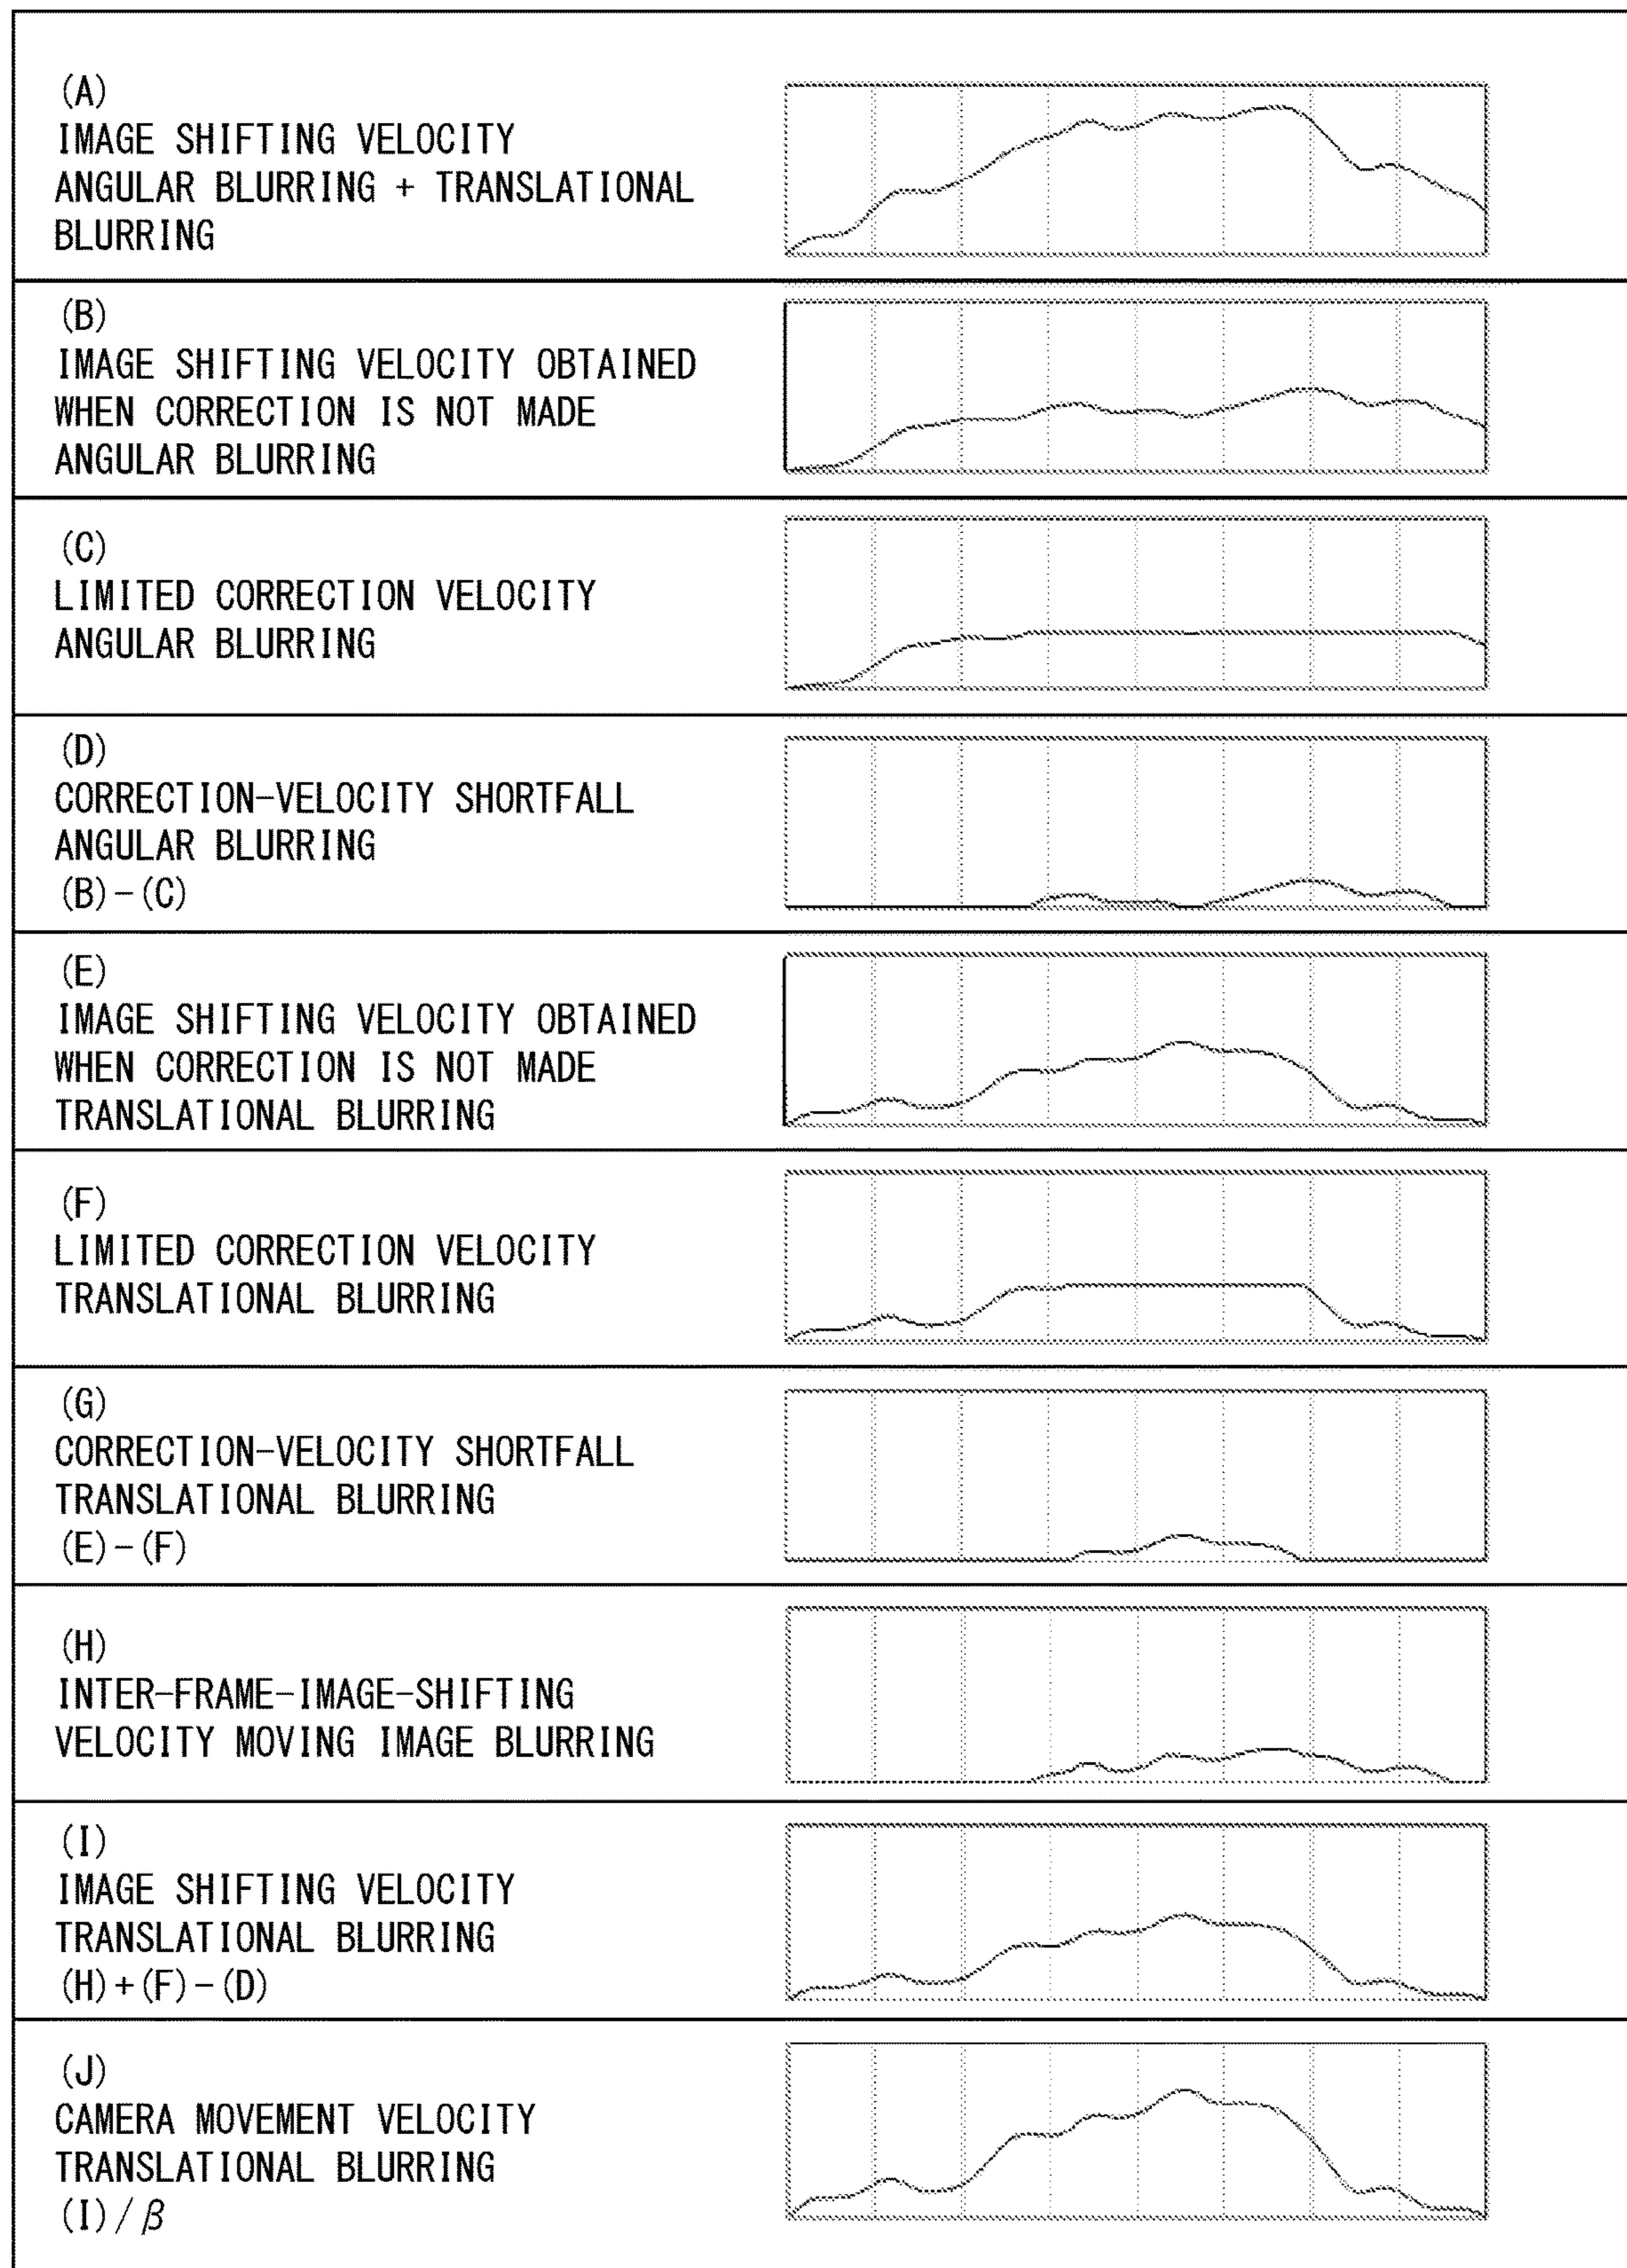 (A)
IMAGE SHIFTING VELOCITY
ANGULAR BLURRING + TRANSLATIONAL
BLURRING
(B)
IMAGE SHIFTING VELOCITY OBTAINED
WHEN CORRECTION IS NOT MADE
ANGULAR BLURRING
(C)
LIMITED CORRECTION VELOCITY
ANGULAR BLURRING
(D)
CORRECTION-VELOCITY SHORTFALL
ANGULAR BLURRING
(B)-(C)
(E)
IMAGE SHIFTING VELOCITY OBTAINED
WHEN CORRECTION IS NOT MADE
TRANSLATIONAL BLURRING
(F)
LIMITED CORRECTION VELOCITY
TRANSLATIONAL BLURRING
(G)
CORRECTION-VELOCITY SHORTFALL
TRANSLATIONAL BLURRING
(E)-(F)
(H)
INTER-FRAME-IMAGE-SHIFTING
VELOCITY MOVING IMAGE BLURRING
(I)
IMAGE SHIFTING VELOCITY
TRANSLATIONAL BLURRING
(H)+(F)-(D)
(J)
CAMERA MOVEMENT VELOCITY
TRANSLATIONAL BLURRING
(I)/β